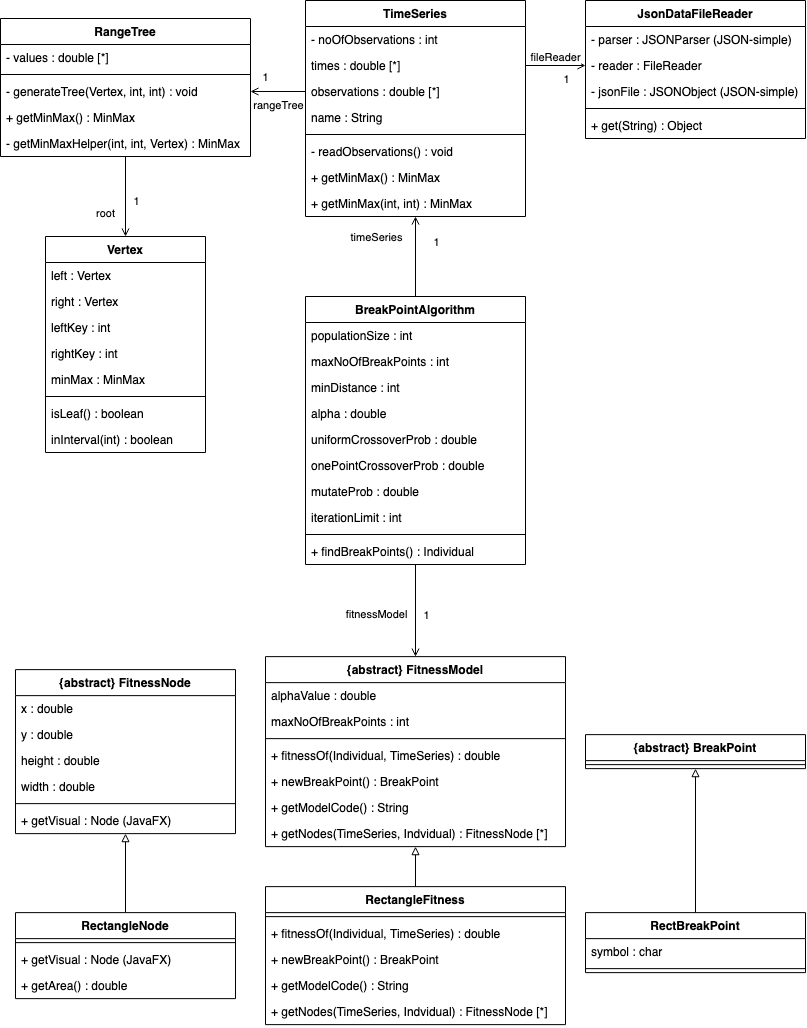 RangeTree
- values : double [*]
- generateTree(Vertex, int, int) : void
+ getMinMax() : MinMax
- getMinMaxHelper(int, int, Vertex) : MinMax
1
rangeTree
TimeSeries
- noOfObservations : int
times : double [*]
observations : double [*]
name : String
- readObservations() : void
+ getMinMax() : MinMax
+ getMinMax(int, int) : MinMax
fileReader
1
JsonDataFileReader
- parser : JSONParser (JSON-simple)
- reader : FileReader
- jsonFile : JSONObject (JSON-simple)
+ get(String) : Object
1
root
Vertex
left : Vertex
right : Vertex
leftKey : int
rightKey : int
minMax : MinMax
isLeaf() : boolean
inInterval(int) : boolean
timeSeries
1
BreakPointAlgorithm
populationSize : int
maxNoOfBreakPoints : int
minDistance : int
alpha : double
uniformCrossoverProb : double
onePointCrossoverProb : double
mutateProb : double
iterationLimit : int
+ findBreakPoints() : Individual
fitnessModel
1
{abstract} FitnessNode
x : double
y : double
height : double
width : double
+ getVisual : Node (JavaFX)
{abstract} FitnessModel
alphaValue : double
maxNoOfBreakPoints : int
+ fitnessOf(Individual, TimeSeries) : double
+ newBreakPoint() : BreakPoint
+ getModelCode() : String
+ getNodes(TimeSeries, Indvidual) : FitnessNode [*]
{abstract} BreakPoint
RectangleNode
+ getVisual : Node (JavaFX)
+ getArea() : double
RectangleFitness
+ fitnessOf(Individual, TimeSeries) : double
+ newBreakPoint() : BreakPoint
+ getModelCode() : String
+ getNodes(TimeSeries, Indvidual) : FitnessNode [*]
RectBreakPoint
symbol : char